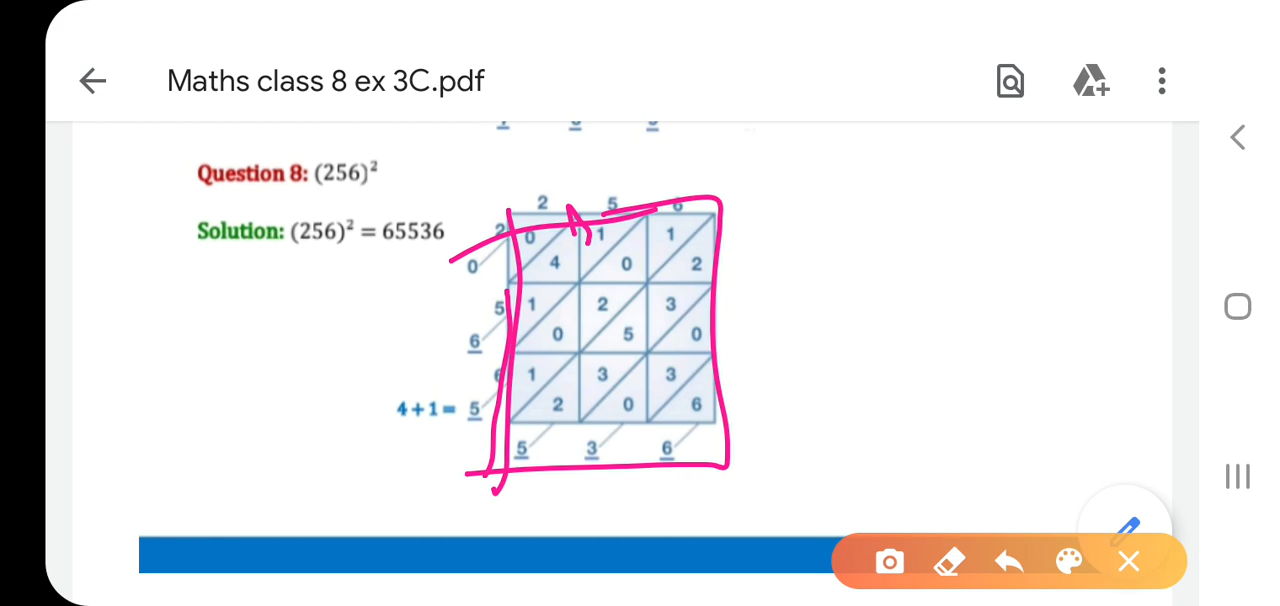 Maths class 8 ex 3C.pdf
Question 8: (256)²
Solution: (256)² = 65536
2 5 6
2 0 1 1
0 4 0 2
5 1 2 3
6 0 5 0
6 1 3 3
4+1= 5 2 0 6
5 3 6